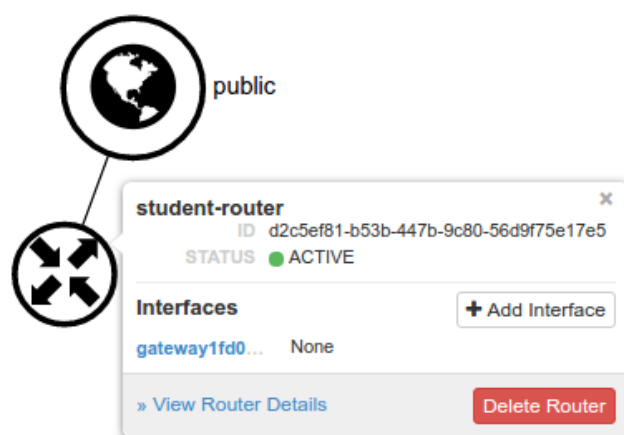 public
student-router ×
ID d2c5ef81-b53b-447b-9c80-56d9f75e17e5
STATUS ACTIVE
Interfaces + Add Interface
gateway1fd0... None
» View Router Details Delete Router